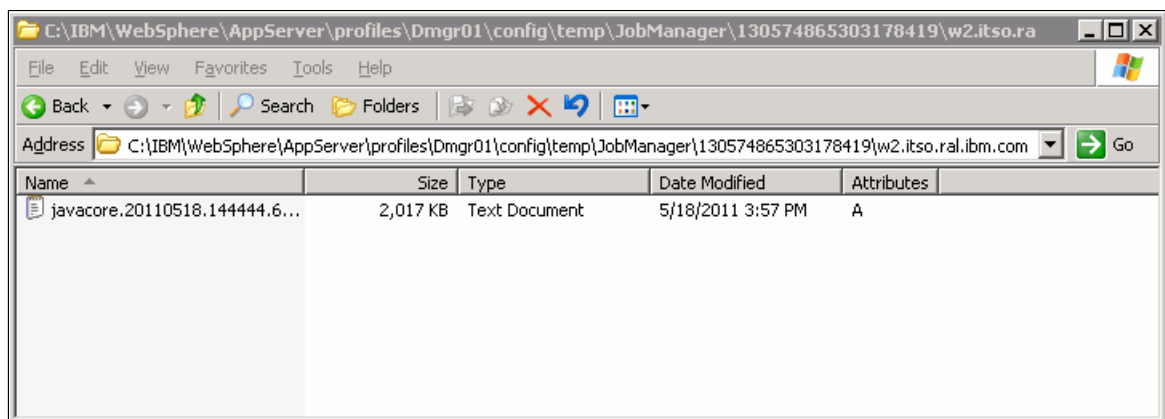 C:\IBM\WebSphere\AppServer\profiles\Dmgr01\config\temp\JobManager\130574865303178419\w2.itso.ra
File Edit View Favorites Tools Help
Back Search Folders
Address C:\IBM\WebSphere\AppServer\profiles\Dmgr01\config\temp\JobManager\130574865303178419\w2.itso.ral.ibm.com Go
Name Size Type Date Modified Attributes
javacore.20110518.144444.6... 2,017 KB Text Document 5/18/2011 3:57 PM A